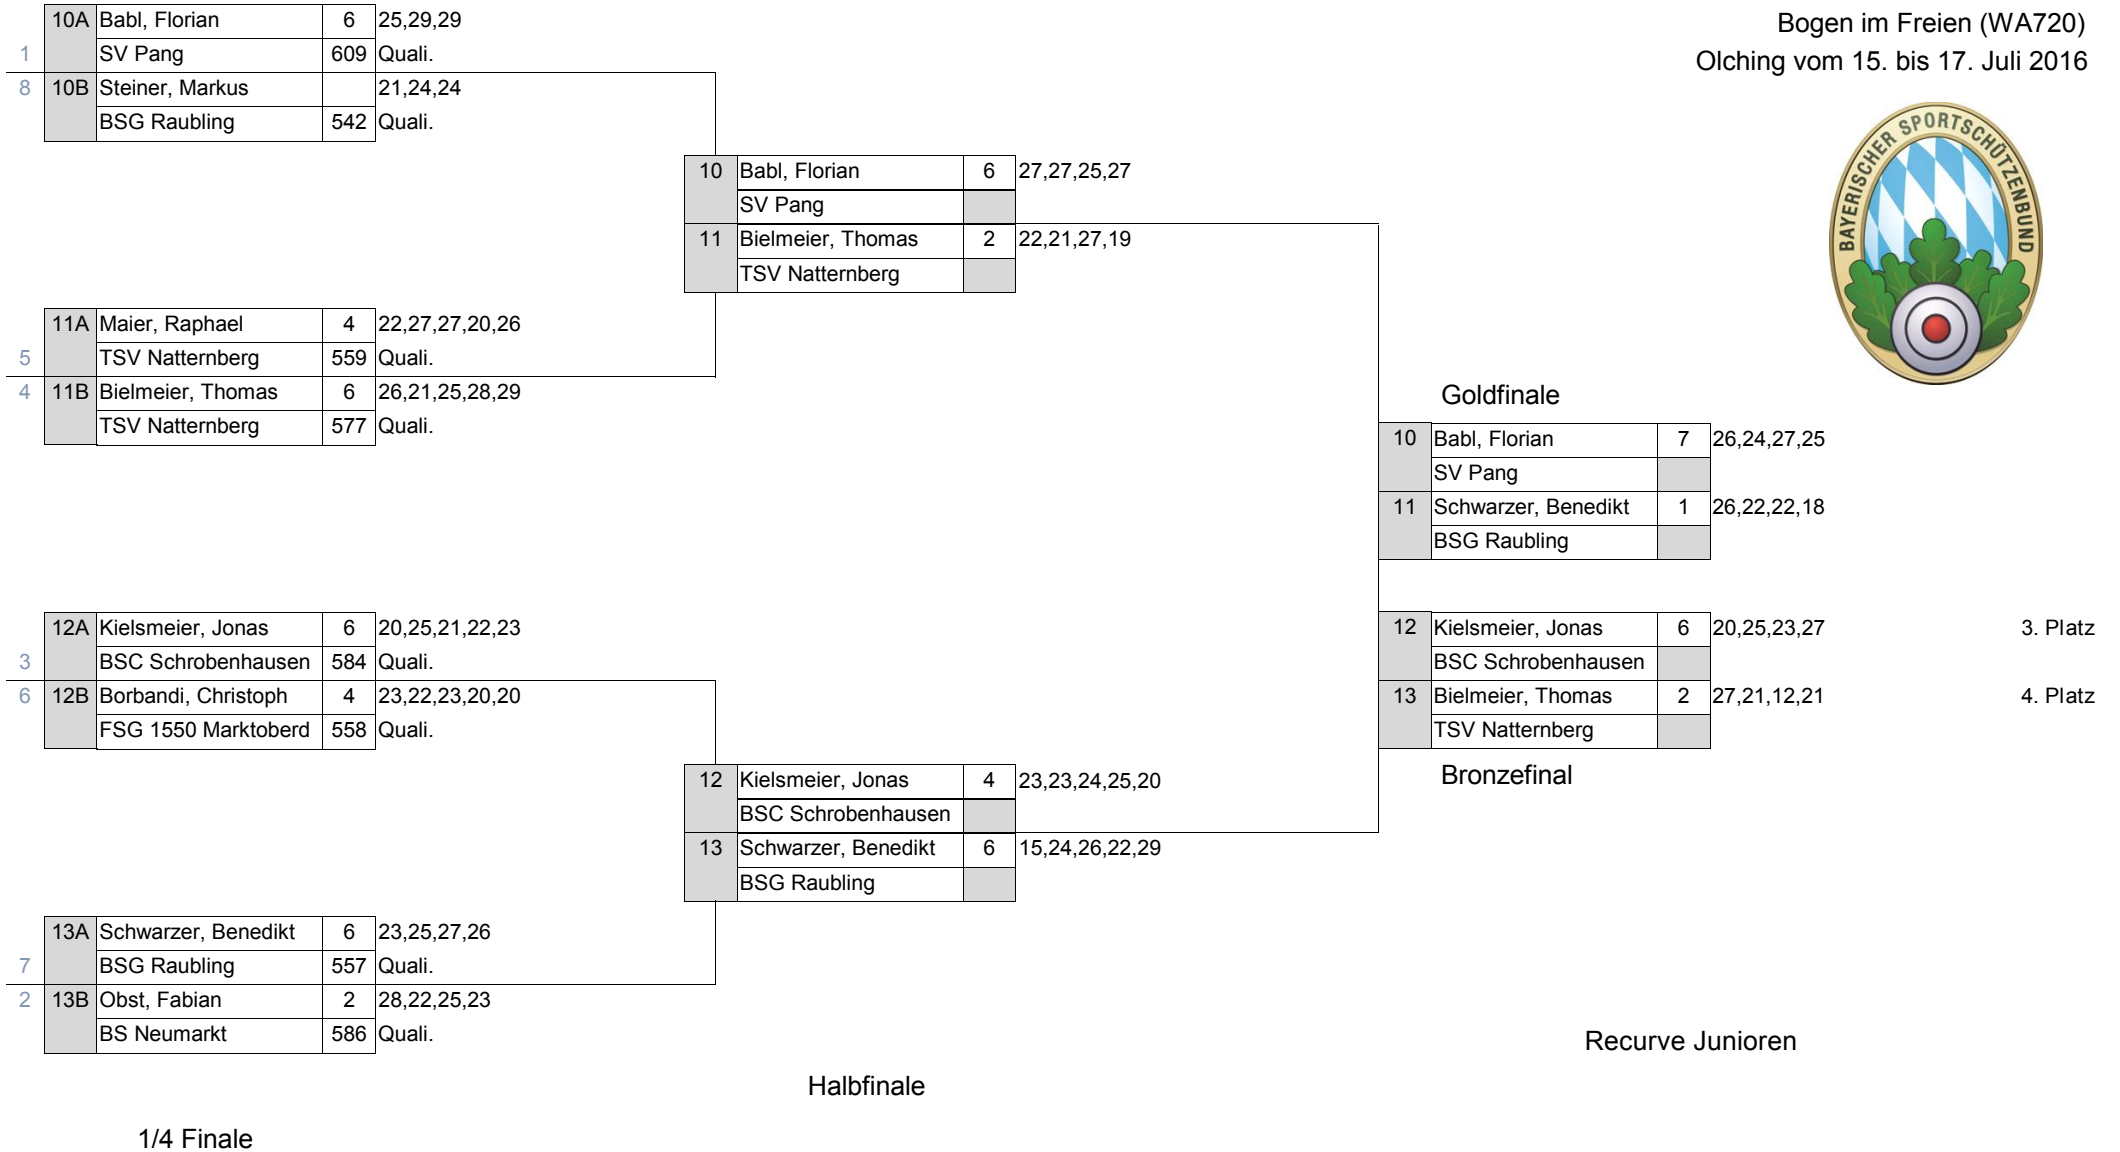 Bogen im Freien (WA720)
Olching vom 15. bis 17. Juli 2016
BAYERISCHER SPORTSCHÜTZENBUND
10A Babl, Florian 6 25,29,29
1 SV Pang 609 Quali.
8 10B Steiner, Markus 21,24,24
BSG Raubling 542 Quali.
11A Maier, Raphael 4 22,27,27,20,26
5 TSV Natternberg 559 Quali.
4 11B Bielmeier, Thomas 6 26,21,25,28,29
TSV Natternberg 577 Quali.
12A Kielsmeier, Jonas 6 20,25,21,22,23
3 BSC Schrobenhausen 584 Quali.
6 12B Borbandi, Christoph 4 23,22,23,20,20
FSG 1550 Marktoberd 558 Quali.
13A Schwarzer, Benedikt 6 23,25,27,26
7 BSG Raubling 557 Quali.
2 13B Obst, Fabian 2 28,22,25,23
BS Neumarkt 586 Quali.
1/4 Finale
10 Babl, Florian 6 27,27,25,27
SV Pang
11 Bielmeier, Thomas 2 22,21,27,19
TSV Natternberg
12 Kielsmeier, Jonas 4 23,23,24,25,20
BSC Schrobenhausen
13 Schwarzer, Benedikt 6 15,24,26,22,29
BSG Raubling
Halbfinale
Goldfinale
10 Babl, Florian 7 26,24,27,25
SV Pang
11 Schwarzer, Benedikt 1 26,22,22,18
BSG Raubling
12 Kielsmeier, Jonas 6 20,25,23,27 3. Platz
BSC Schrobenhausen
13 Bielmeier, Thomas 2 27,21,12,21 4. Platz
TSV Natternberg
Bronzefinal
Recurve Junioren